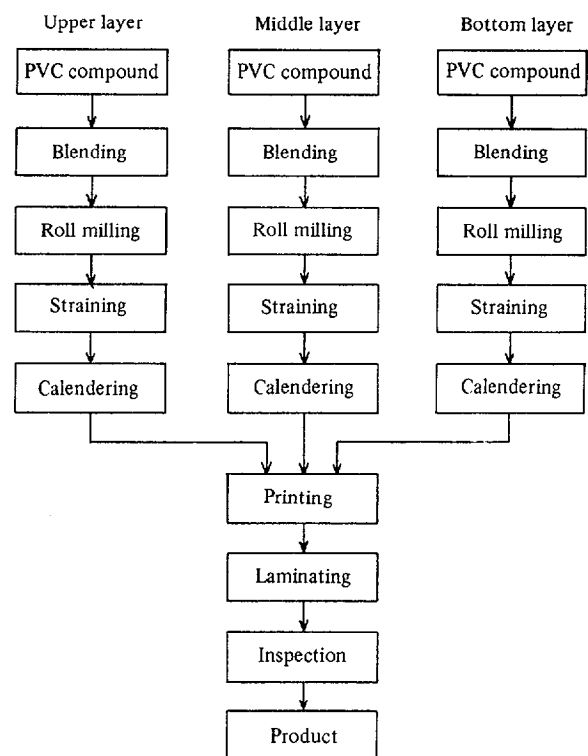 Upper layer Middle layer Bottom layer
PVC compound PVC compound PVC compound
Blending Blending Blending
Roll milling Roll milling Roll milling
Straining Straining Straining
Calendering Calendering Calendering
Printing
Laminating
Inspection
Product